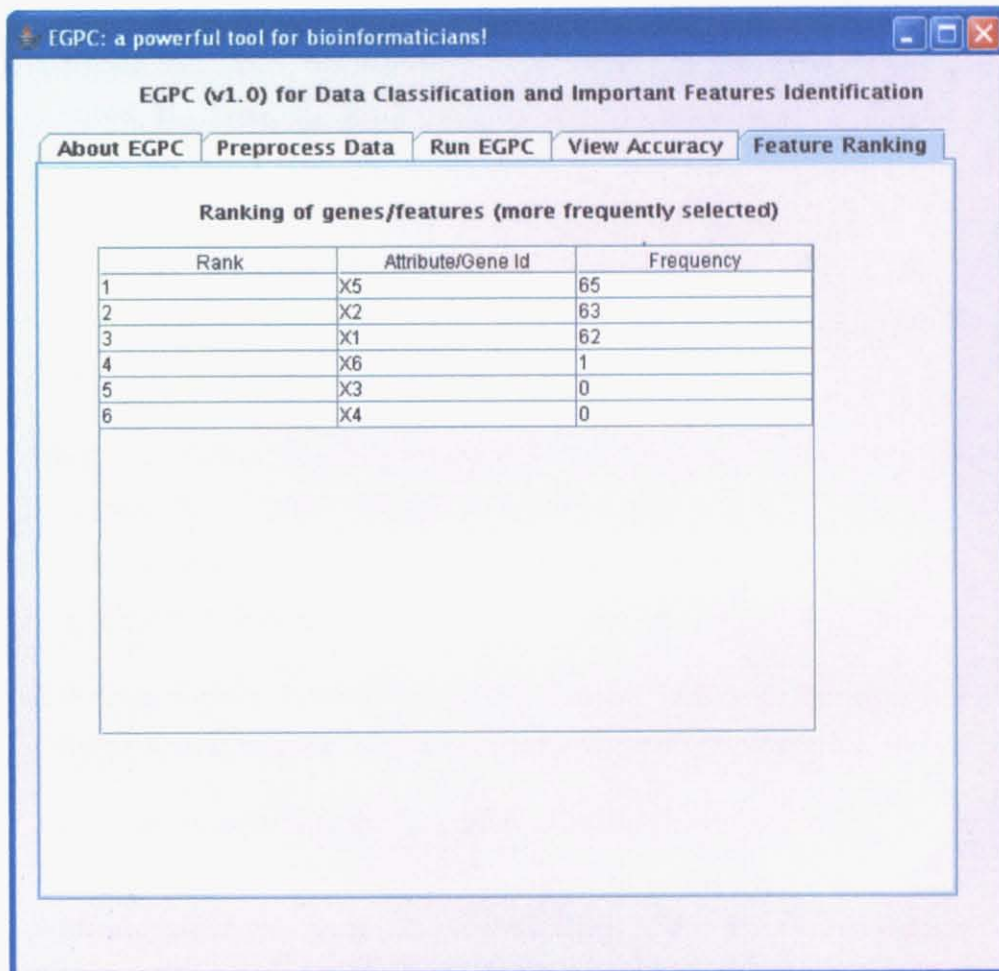 EGPC: a powerful tool for bioinformaticians!
EGPC (v1.0) for Data Classification and Important Features Identification
About EGPC Preprocess Data Run EGPC View Accuracy Feature Ranking
Ranking of genes/features (more frequently selected)
Rank Attribute/Gene Id Frequency
1 X5 65
2 X2 63
3 X1 62
4 X6 1
5 X3 0
6 X4 0